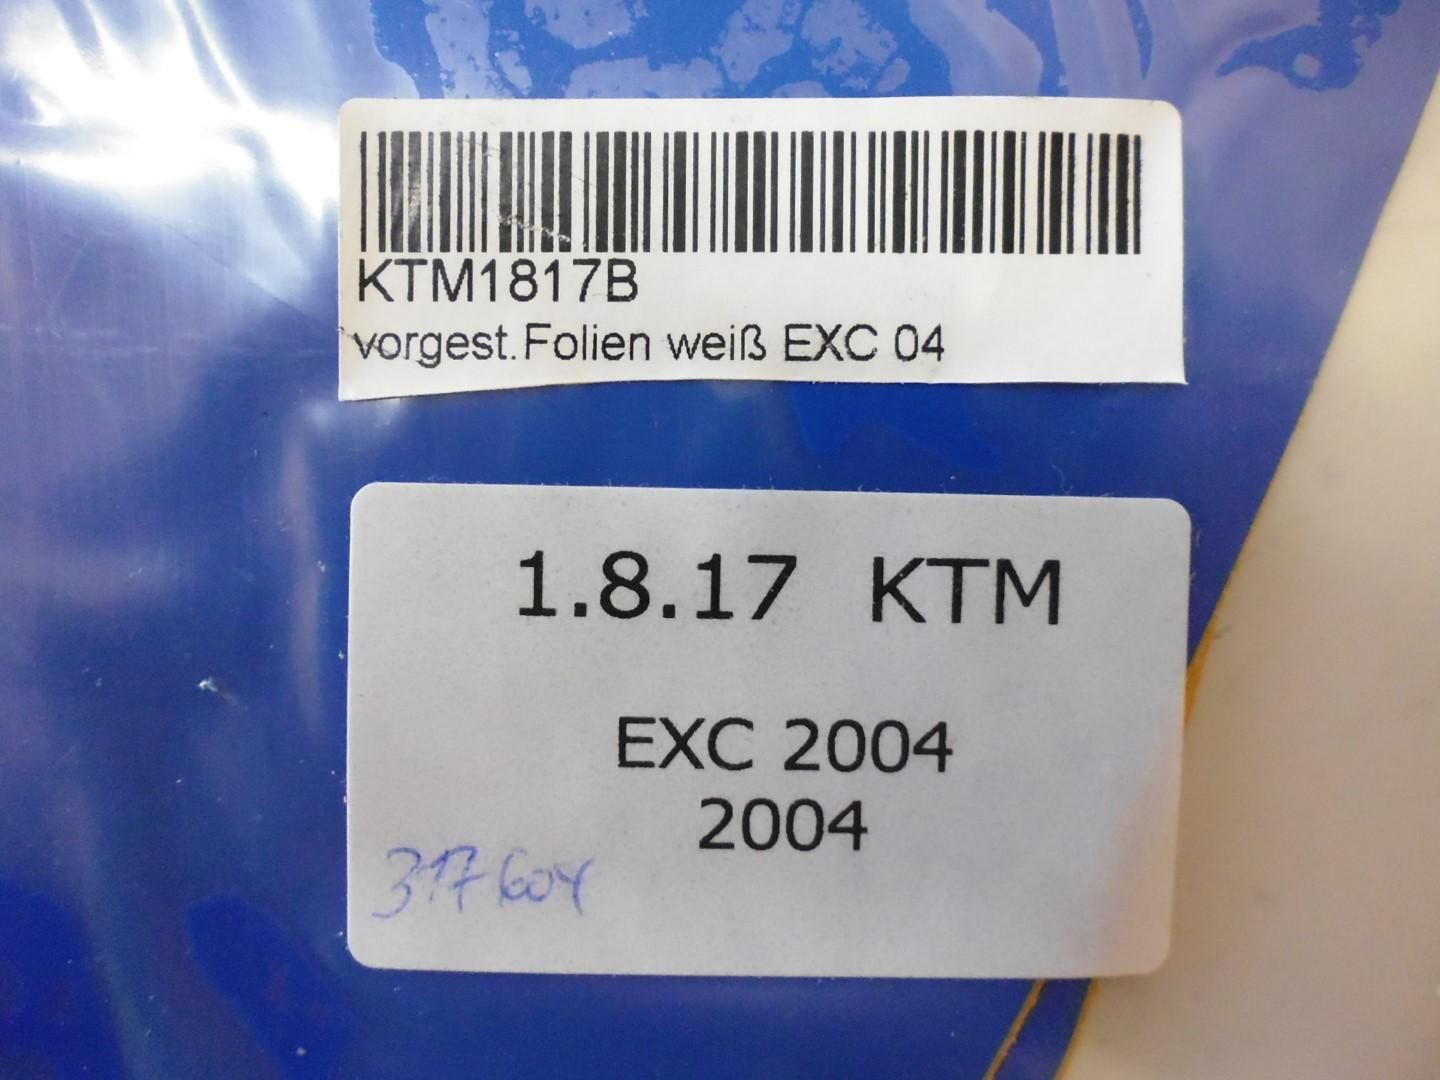 KTM1817B
vorgest.Folien weiß EXC 04
1.8.17 KTM
EXC 2004
2004
317604